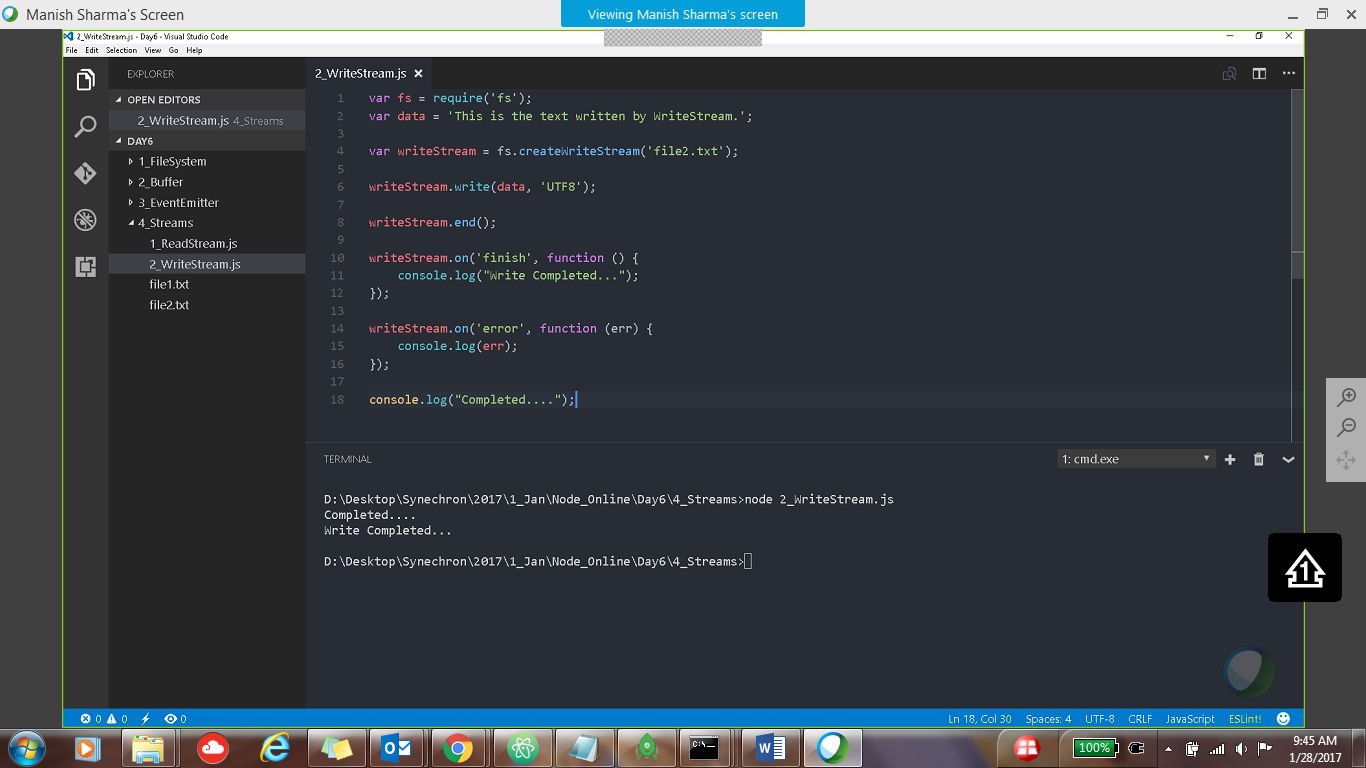 Manish Sharma's Screen
Viewing Manish Sharma's screen
2_WriteStream.js - Day6 - Visual Studio Code
File Edit Selection View Go Help
EXPLORER
OPEN EDITORS
2_WriteStream.js 4_Streams
DAY6
1_FileSystem
2_Buffer
3_EventEmitter
4_Streams
1_ReadStream.js
2_WriteStream.js
file1.txt
file2.txt
2_WriteStream.js
1 var fs = require('fs');
2 var data = 'This is the text written by WriteStream.';
3
4 var writeStream = fs.createWriteStream('file2.txt');
5
6 writeStream.write(data, 'UTF8');
7
8 writeStream.end();
9
10 writeStream.on('finish', function () {
11 console.log("Write Completed...");
12 });
13
14 writeStream.on('error', function (err) {
15 console.log(err);
16 });
17
18 console.log("Completed....");
TERMINAL
1: cmd.exe
D:\Desktop\Synechron\2017\1_Jan\Node_Online\Day6\4_Streams>node 2_WriteStream.js
Completed....
Write Completed...
D:\Desktop\Synechron\2017\1_Jan\Node_Online\Day6\4_Streams>
1
0 0 0
Ln 18, Col 30 Spaces: 4 UTF-8 CRLF JavaScript ESLint!
100%
9:45 AM
1/28/2017